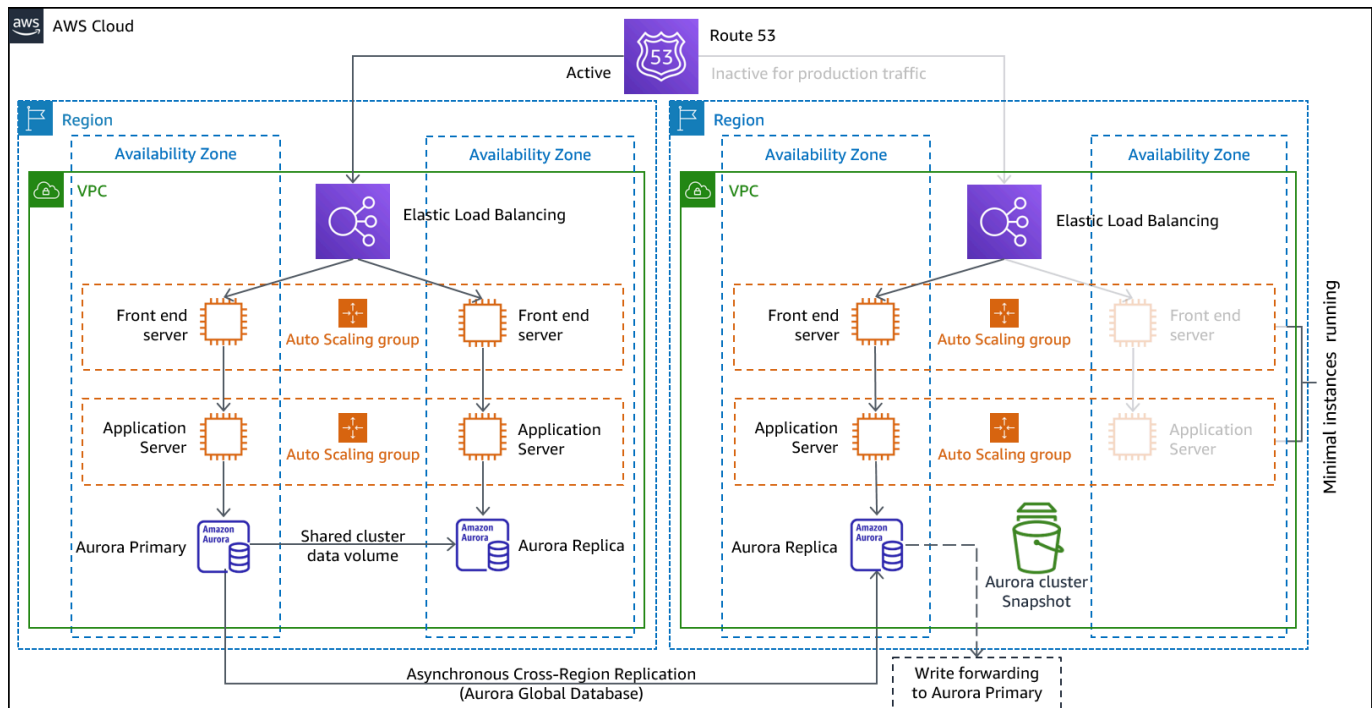 aws
AWS Cloud
Route 53
53
Active
Inactive for production traffic
Region
Availability Zone
Availability Zone
VPC
Elastic Load Balancing
Front end
server
Auto Scaling group
Front end
server
Application
Server
Auto Scaling group
Application
Server
Aurora Primary
Amazon
Aurora
Shared cluster
data volume
Amazon
Aurora
Aurora Replica
Region
Availability Zone
Availability Zone
VPC
Elastic Load Balancing
Front end
server
Auto Scaling group
Front end
server
Application
Server
Auto Scaling group
Application
Server
Minimal instances running
Aurora Replica
Amazon
Aurora
Aurora cluster
Snapshot
Asynchronous Cross-Region Replication
(Aurora Global Database)
Write forwarding
to Aurora Primary